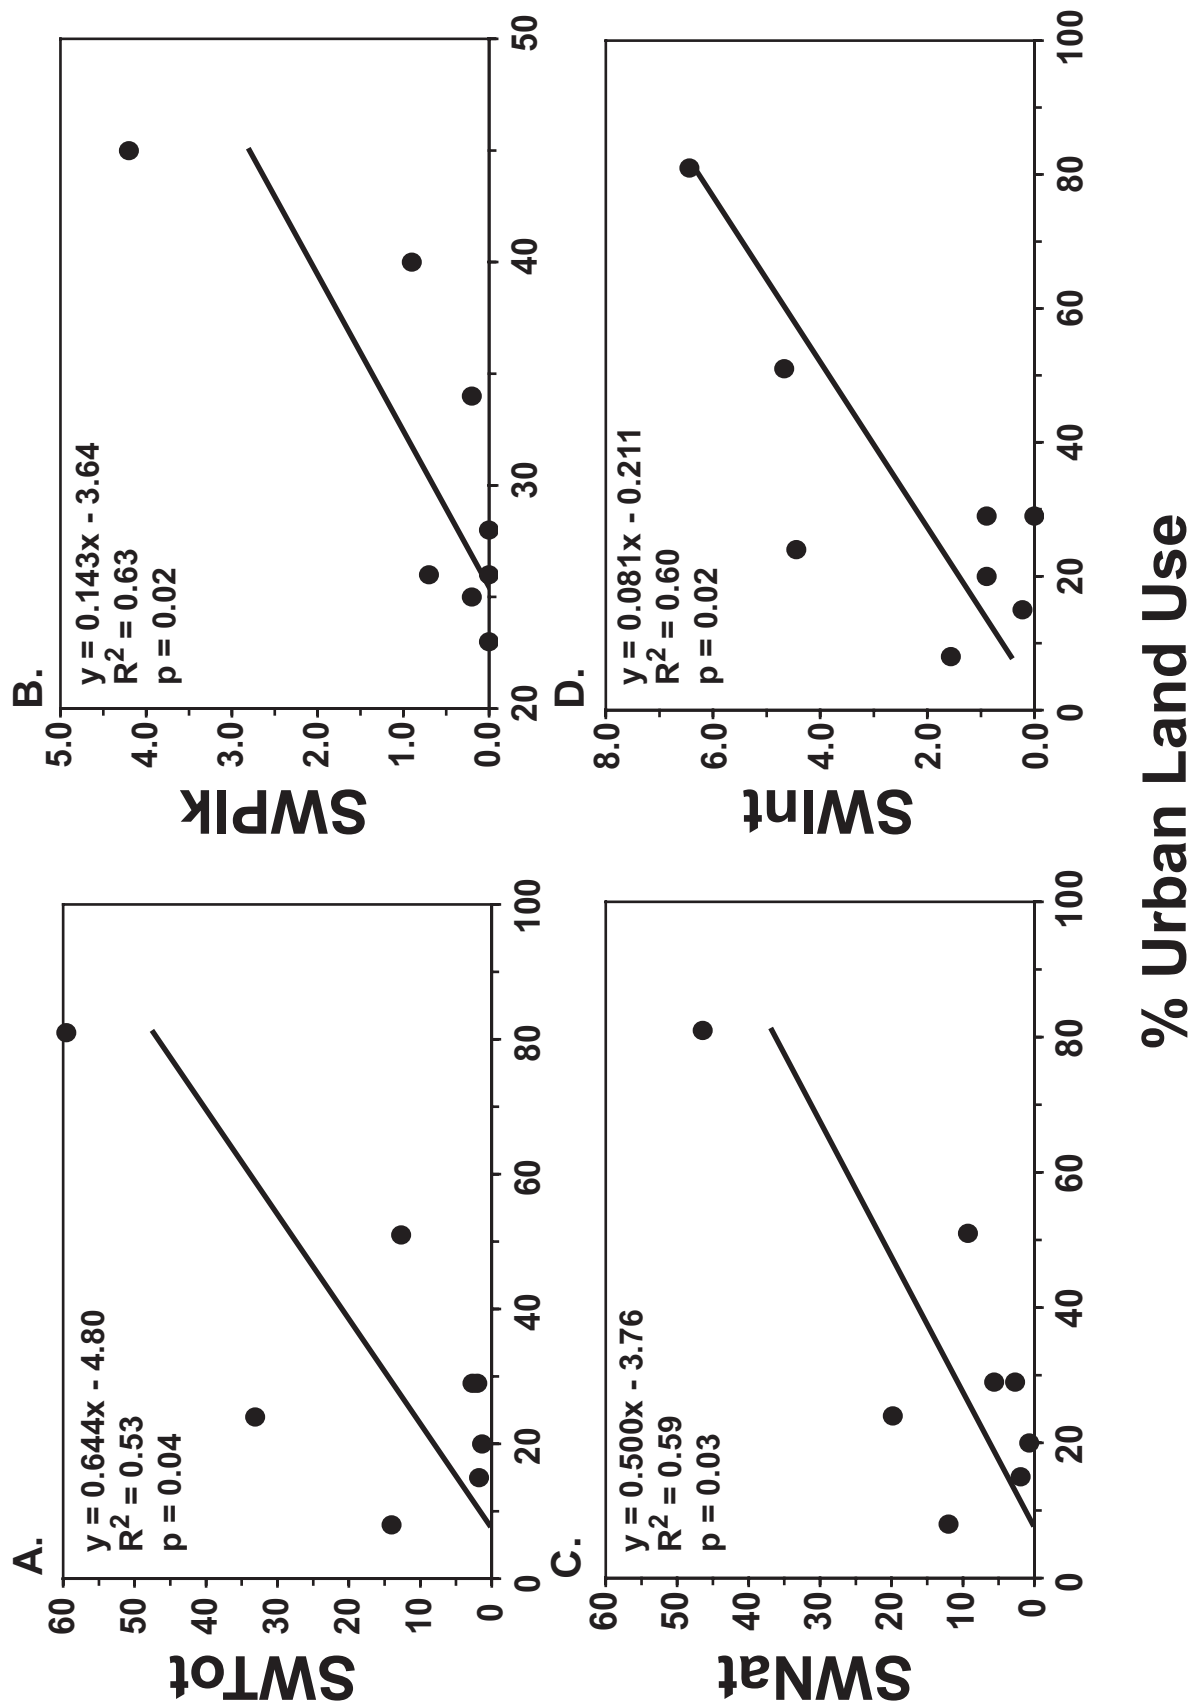 A.
y = 0.644x - 4.80
R² = 0.53
p = 0.04
SWTot
60
50
40
30
20
10
0
0
20
40
60
80
100
B.
y = 0.143x - 3.64
R² = 0.63
p = 0.02
SWPlk
5.0
4.0
3.0
2.0
1.0
0.0
20
30
40
50
C.
y = 0.500x - 3.76
R² = 0.59
p = 0.03
SWNat
60
50
40
30
20
10
0
0
20
40
60
80
100
D.
y = 0.081x - 0.211
R² = 0.60
p = 0.02
SWInt
8.0
6.0
4.0
2.0
0.0
0
20
40
60
80
100
% Urban Land Use